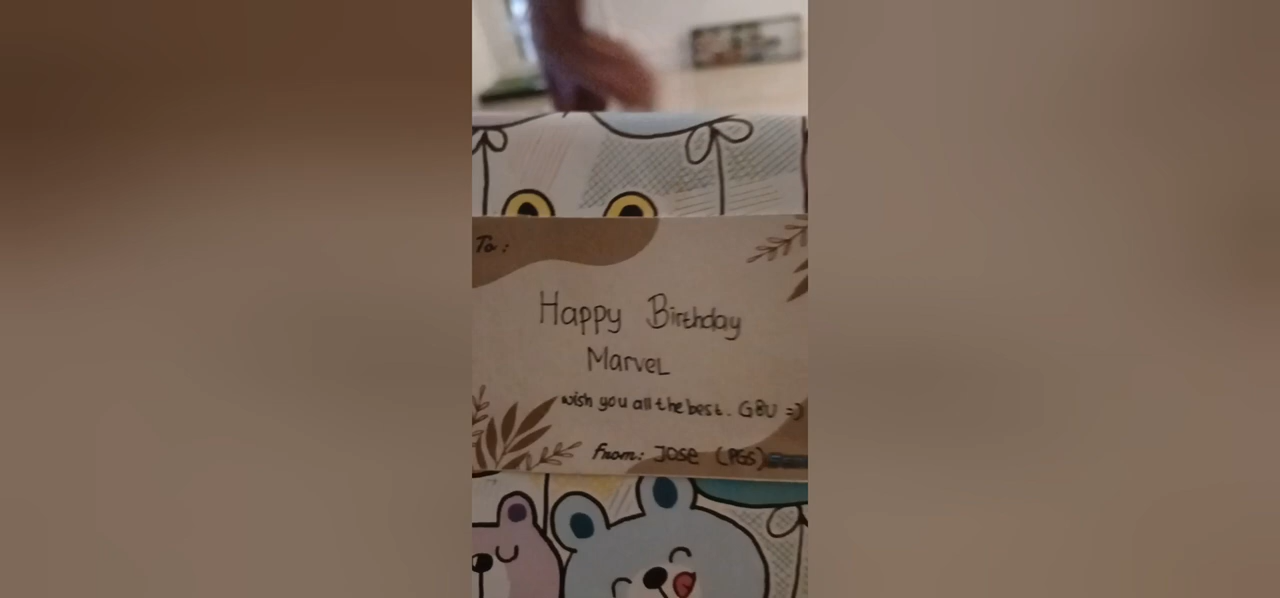 To:
Happy Birthday
Marvel
wish you all the best. GBU =)
From: Jose (PGS)